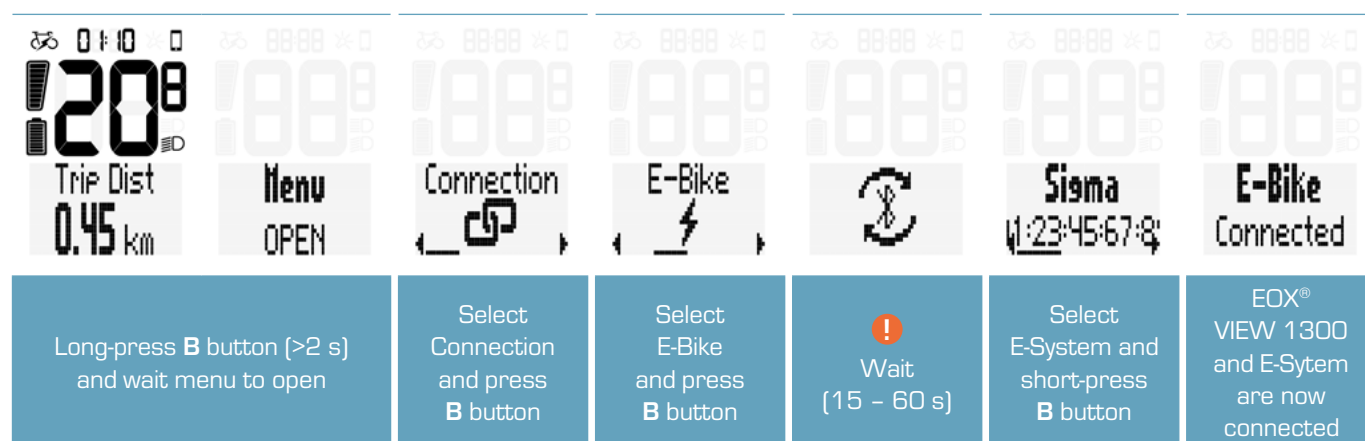 01:10
208
Trip Dist
0.45 km
Menu
OPEN
Connection
E-Bike
Sigma
1:23:45:67:8
E-Bike
Connected
Long-press B button (>2 s)
and wait menu to open
Select
Connection
and press
B button
Select
E-Bike
and press
B button
!
Wait
(15 – 60 s)
Select
E-System and
short-press
B button
EOX®
VIEW 1300
and E-Sytem
are now
connected